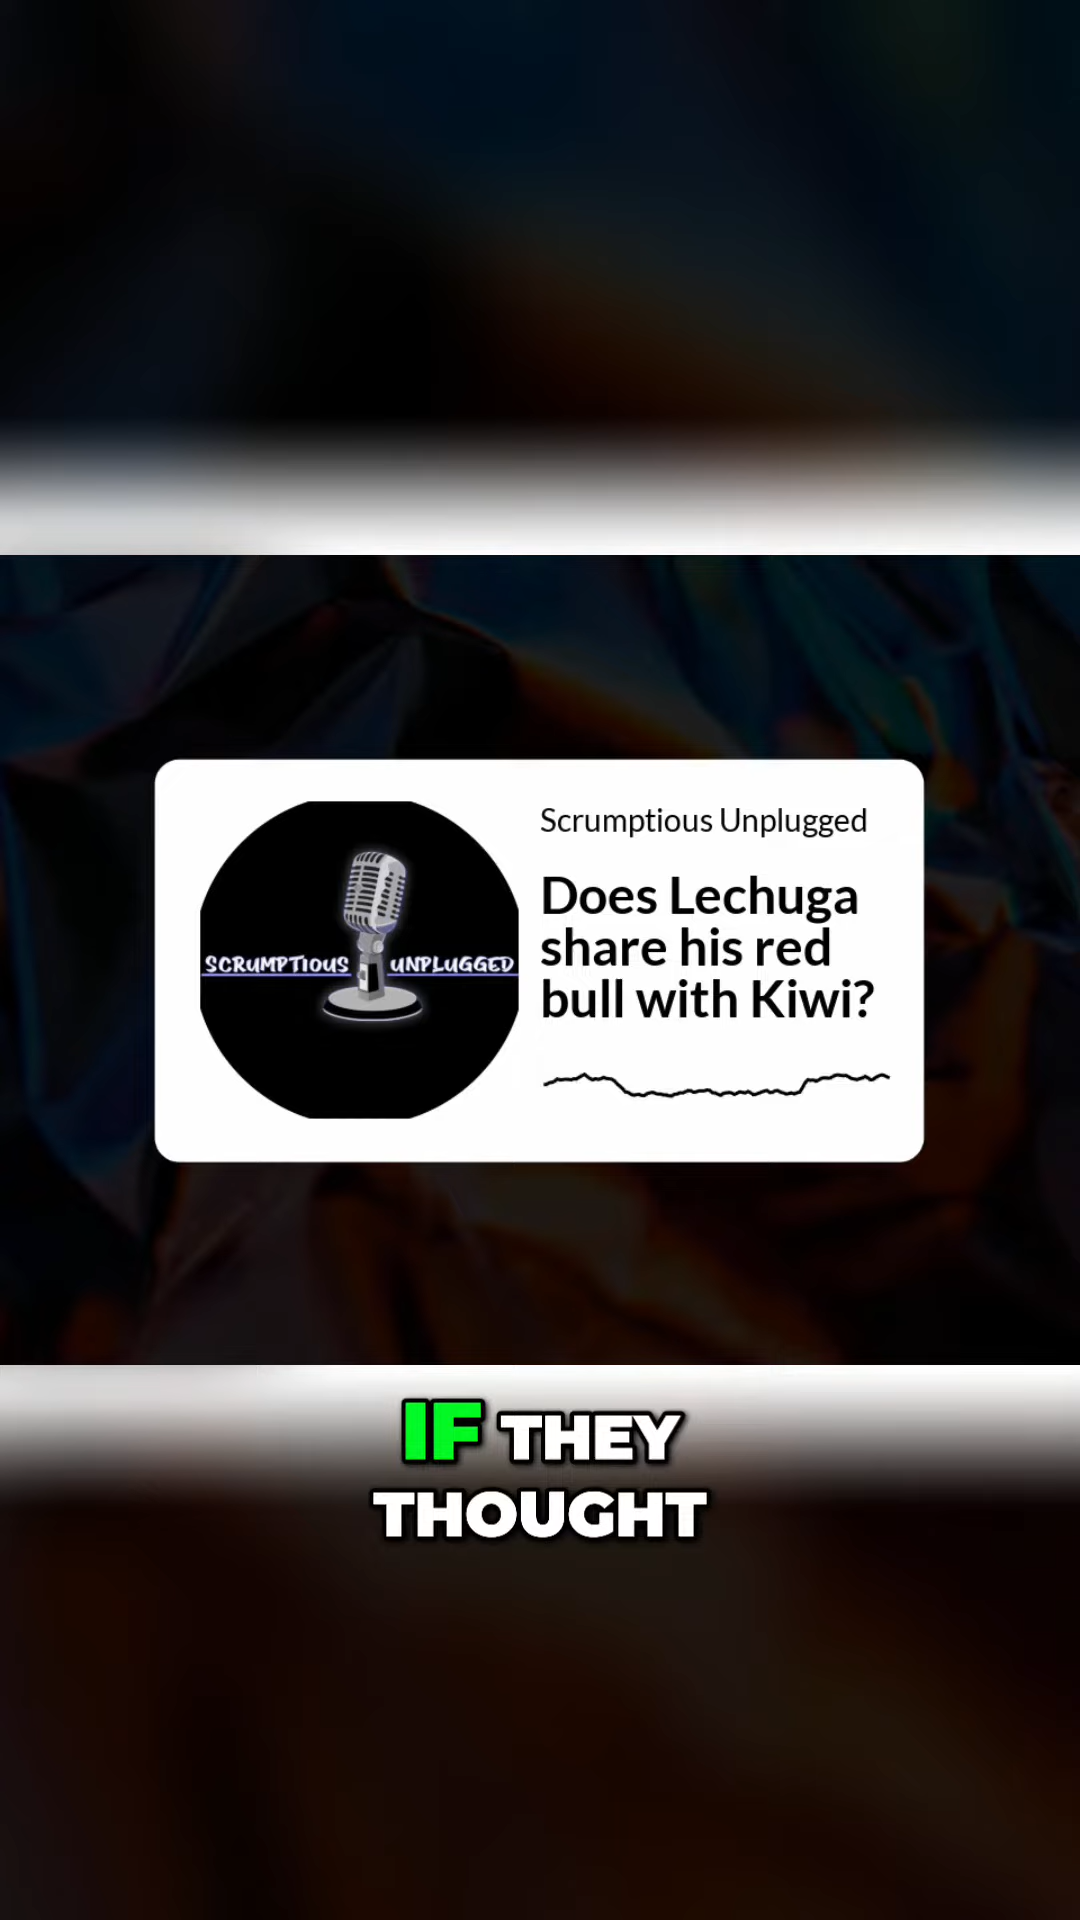 Scrumptious Unplugged
SCRUMPTIOUS UNPLUGGED
Does Lechuga
share his red
bull with Kiwi?
IF THEY
THOUGHT